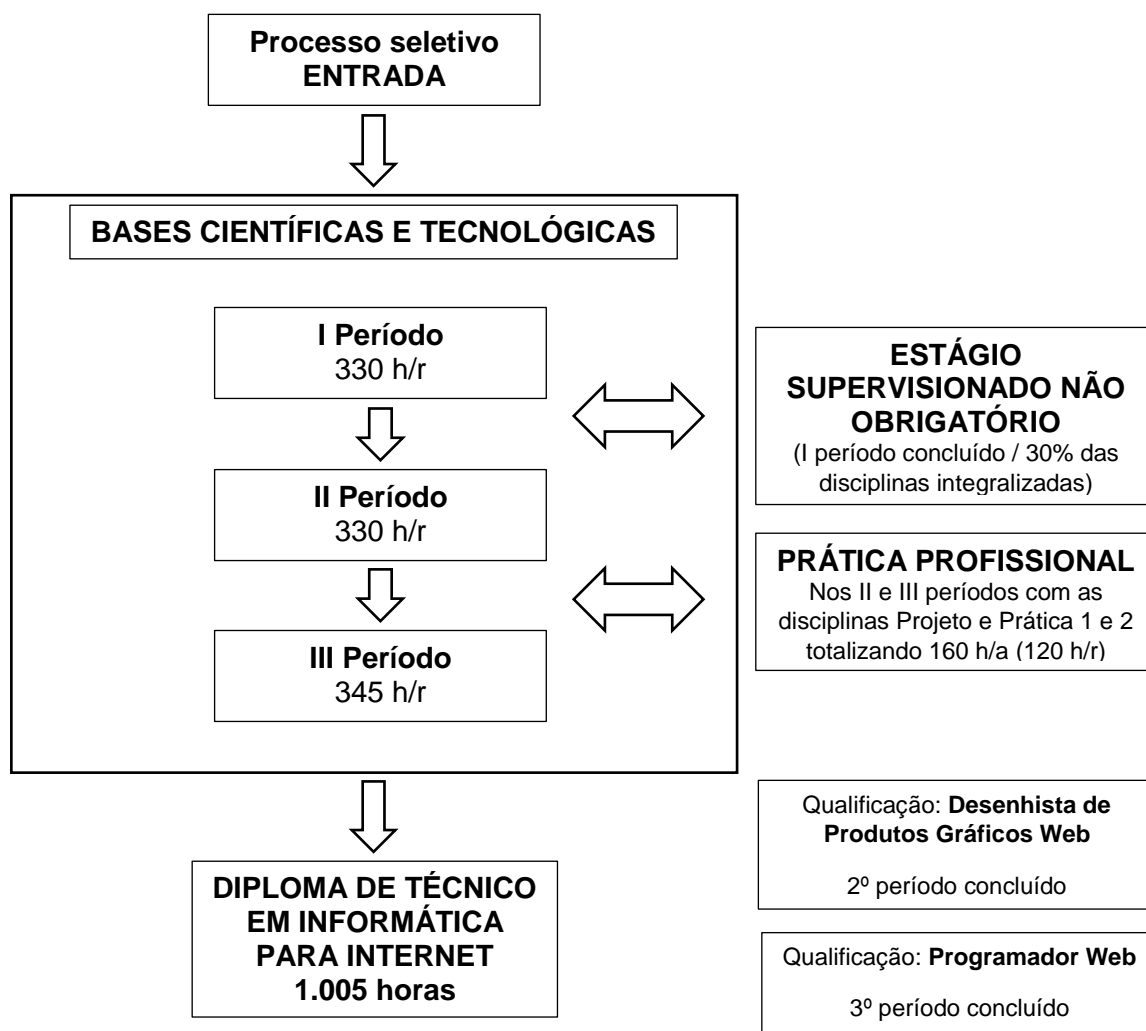 Processo seletivo
ENTRADA
BASES CIENTÍFICAS E TECNOLÓGICAS
I Período
330 h/r
II Período
330 h/r
III Período
345 h/r
ESTÁGIO
SUPERVISIONADO NÃO
OBRIGATÓRIO
(I período concluído / 30% das
disciplinas integralizadas)
PRÁTICA PROFISSIONAL
Nos II e III períodos com as
disciplinas Projeto e Prática 1 e 2
totalizando 160 h/a (120 h/r)
DIPLOMA DE TÉCNICO
EM INFORMÁTICA
PARA INTERNET
1.005 horas
Qualificação: Desenhista de
Produtos Gráficos Web
2º período concluído
Qualificação: Programador Web
3º período concluído